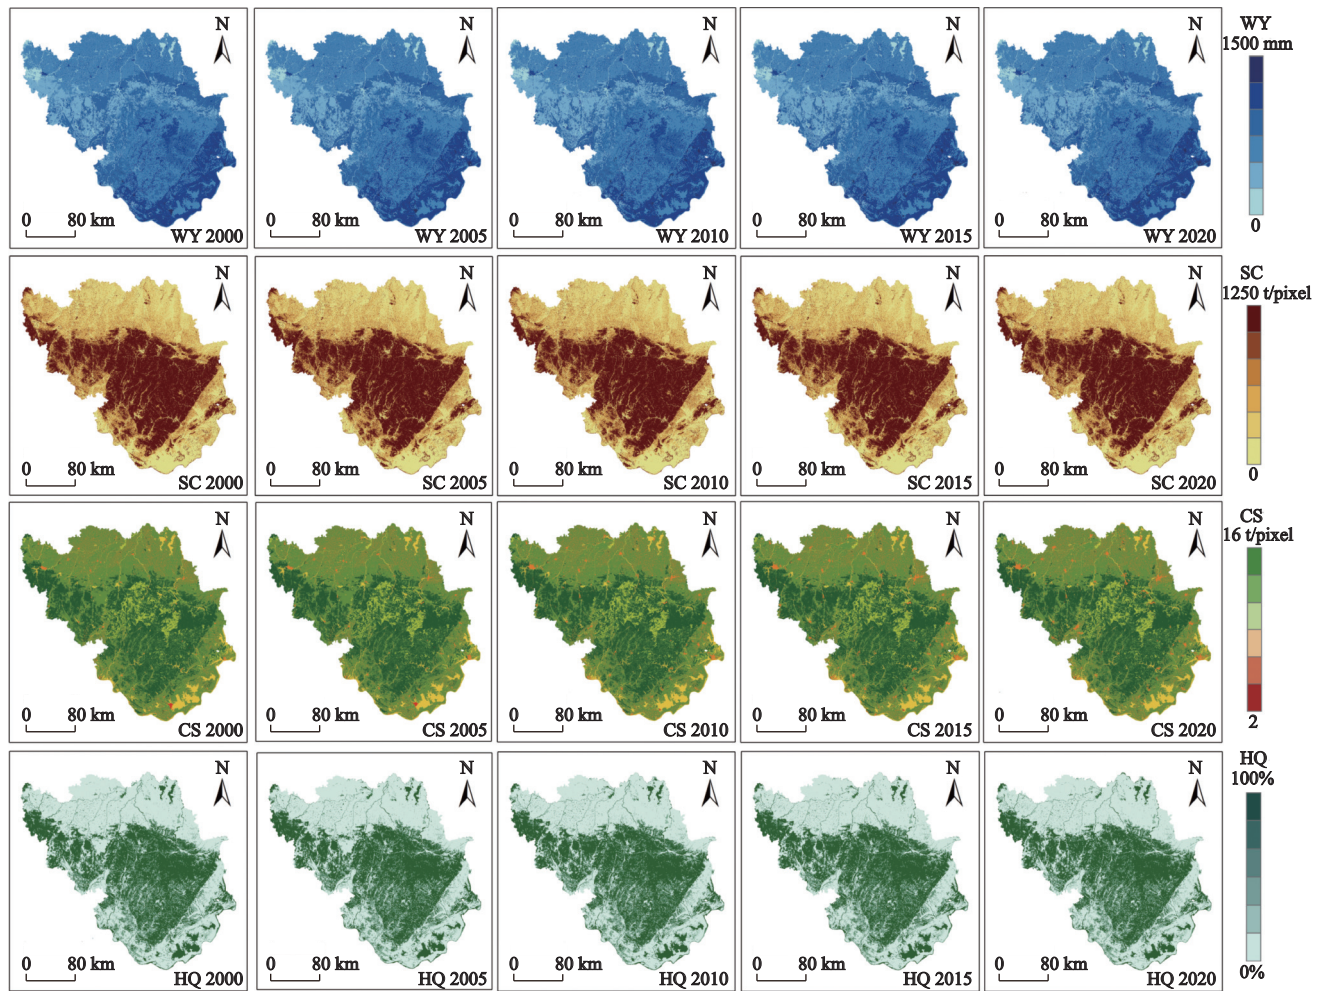 N N N N N WY
1500 mm
0 80 km 0 80 km 0 80 km 0 80 km 0 80 km 0
WY 2000 WY 2005 WY 2010 WY 2015 WY 2020
N N N N N SC
1250 t/pixel
0 80 km 0 80 km 0 80 km 0 80 km 0 80 km 0
SC 2000 SC 2005 SC 2010 SC 2015 SC 2020
N N N N N CS
16 t/pixel
0 80 km 0 80 km 0 80 km 0 80 km 0 80 km 2
CS 2000 CS 2005 CS 2010 CS 2015 CS 2020
N N N N N HQ
100%
0 80 km 0 80 km 0 80 km 0 80 km 0 80 km 0%
HQ 2000 HQ 2005 HQ 2010 HQ 2015 HQ 2020